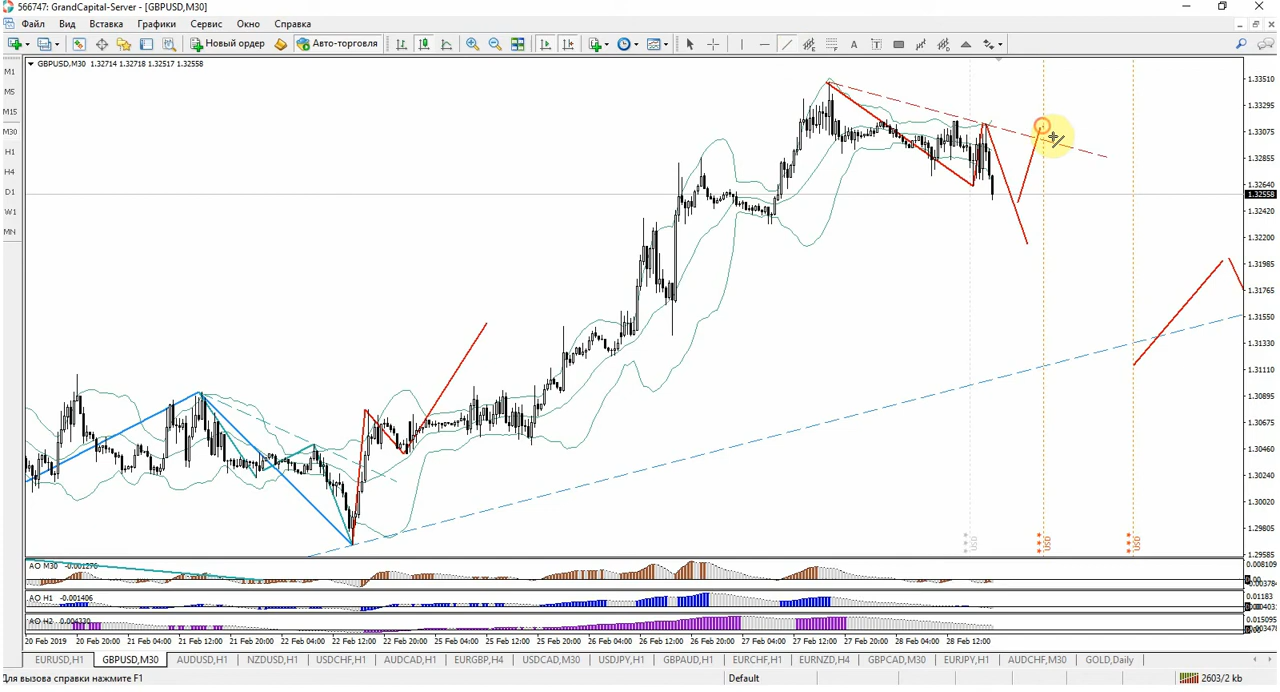 566747: GrandCapital-Server - [GBPUSD,M30]
Файл Вид Вставка Графики Сервис Окно Справка
Новый ордер Авто-торговля
M1
M5
M15
M30
H1
H4
D1
W1
MN
GBPUSD,M30 1.32714 1.32718 1.32517 1.32558
1.33510
1.33295
1.33075
1.32855
1.32640
1.32558
1.32420
1.32200
1.31985
1.31765
1.31550
1.31330
1.31110
1.30895
1.30675
1.30460
1.30240
1.30020
1.29805
1.29585
USD USD USD
AO M30 -0.001276
0.008109
AO H1 -0.001406
0.01183
AO H2 0.004330
0.015095
20 Feb 2019 20 Feb 20:00 21 Feb 04:00 21 Feb 12:00 21 Feb 20:00 22 Feb 04:00 22 Feb 12:00 22 Feb 20:00 25 Feb 04:00 25 Feb 12:00 25 Feb 20:00 26 Feb 04:00 26 Feb 12:00 26 Feb 20:00 27 Feb 04:00 27 Feb 12:00 27 Feb 20:00 28 Feb 04:00 28 Feb 12:00
EURUSD,H1 GBPUSD,M30 AUDUSD,H1 NZDUSD,H1 USDCHF,H1 AUDCAD,H1 EURGBP,H4 USDCAD,M30 USDJPY,H1 GBPAUD,H1 EURCHF,H1 EURNZD,H4 GBPCAD,M30 EURJPY,H1 AUDCHF,M30 GOLD,Daily
Для вызова справки нажмите F1 Default 2603/2 kb